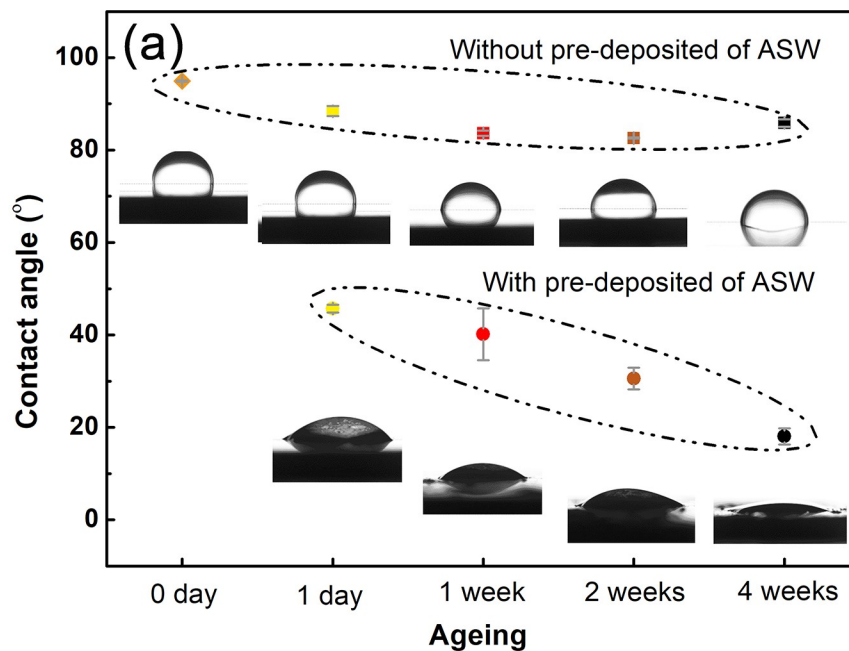 (a)
Without pre-deposited of ASW
With pre-deposited of ASW
Contact angle (°)
100
80
60
40
20
0
0 day
1 day
1 week
2 weeks
4 weeks
Ageing